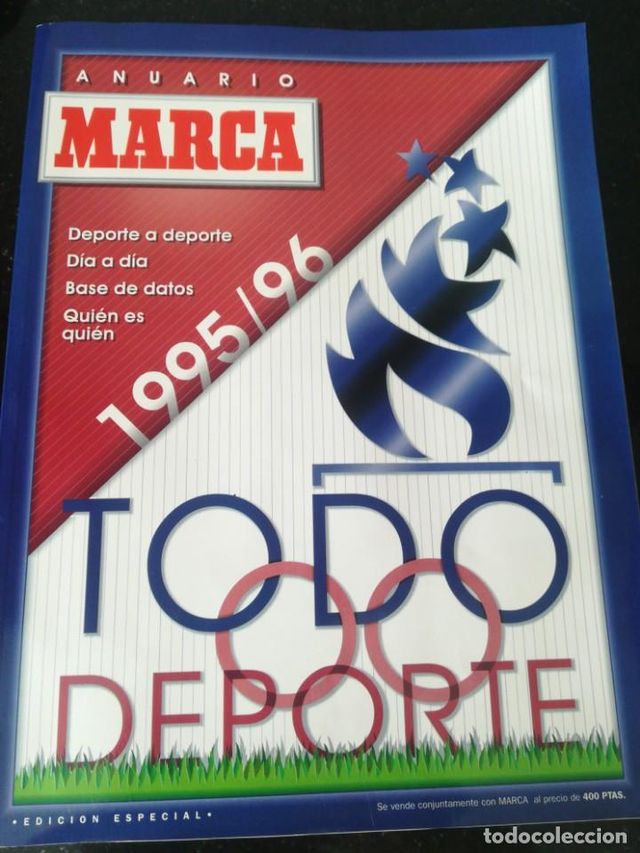 ANUARIO
MARCA
Deporte a deporte
Día a día
Base de datos
Quién es
quién
1995/96
TODO
DEPORTE
• EDICION ESPECIAL •
Se vende conjuntamente con MARCA al precio de 400 PTAS.
todocoleccion